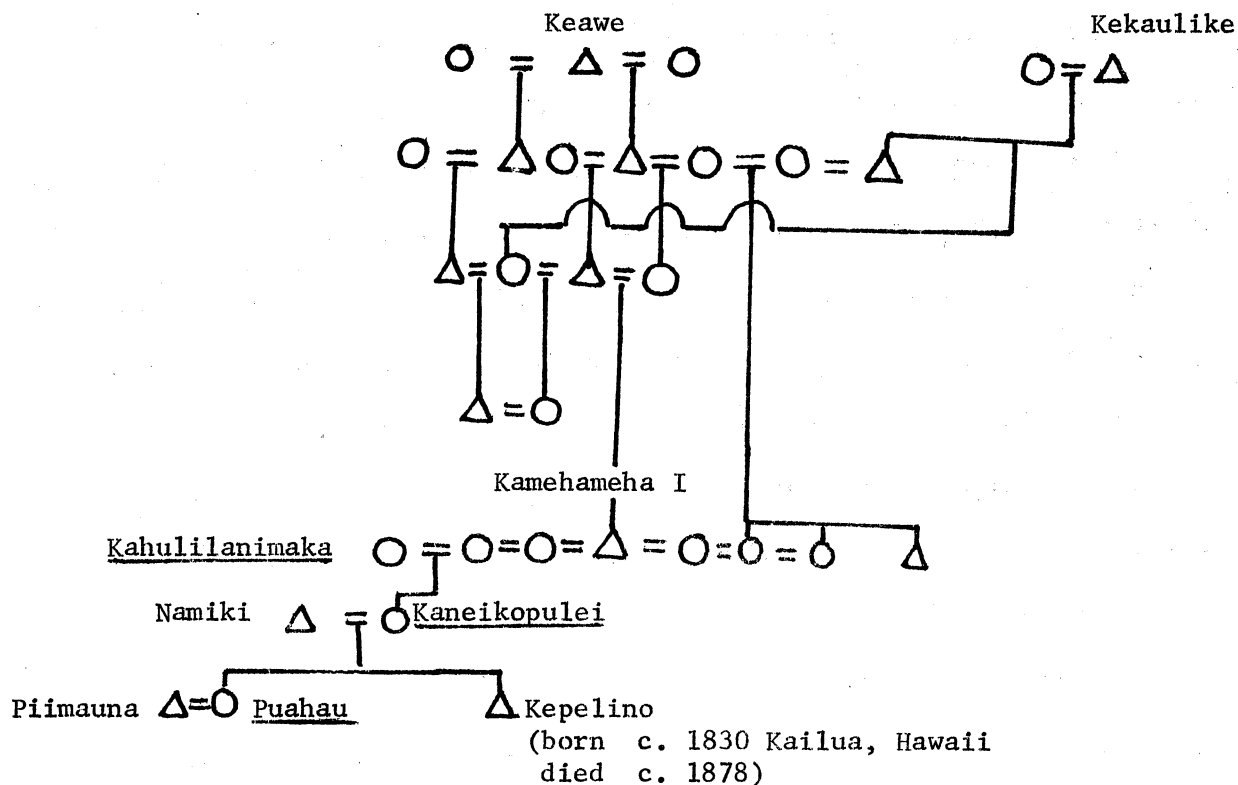 Keawe
Kekaulike
Kamehameha I
Kahulilanimaka
Namiki
Kaneikopulei
Piimauna
Puahau
Kepelino
(born c. 1830 Kailua, Hawaii
died c. 1878)